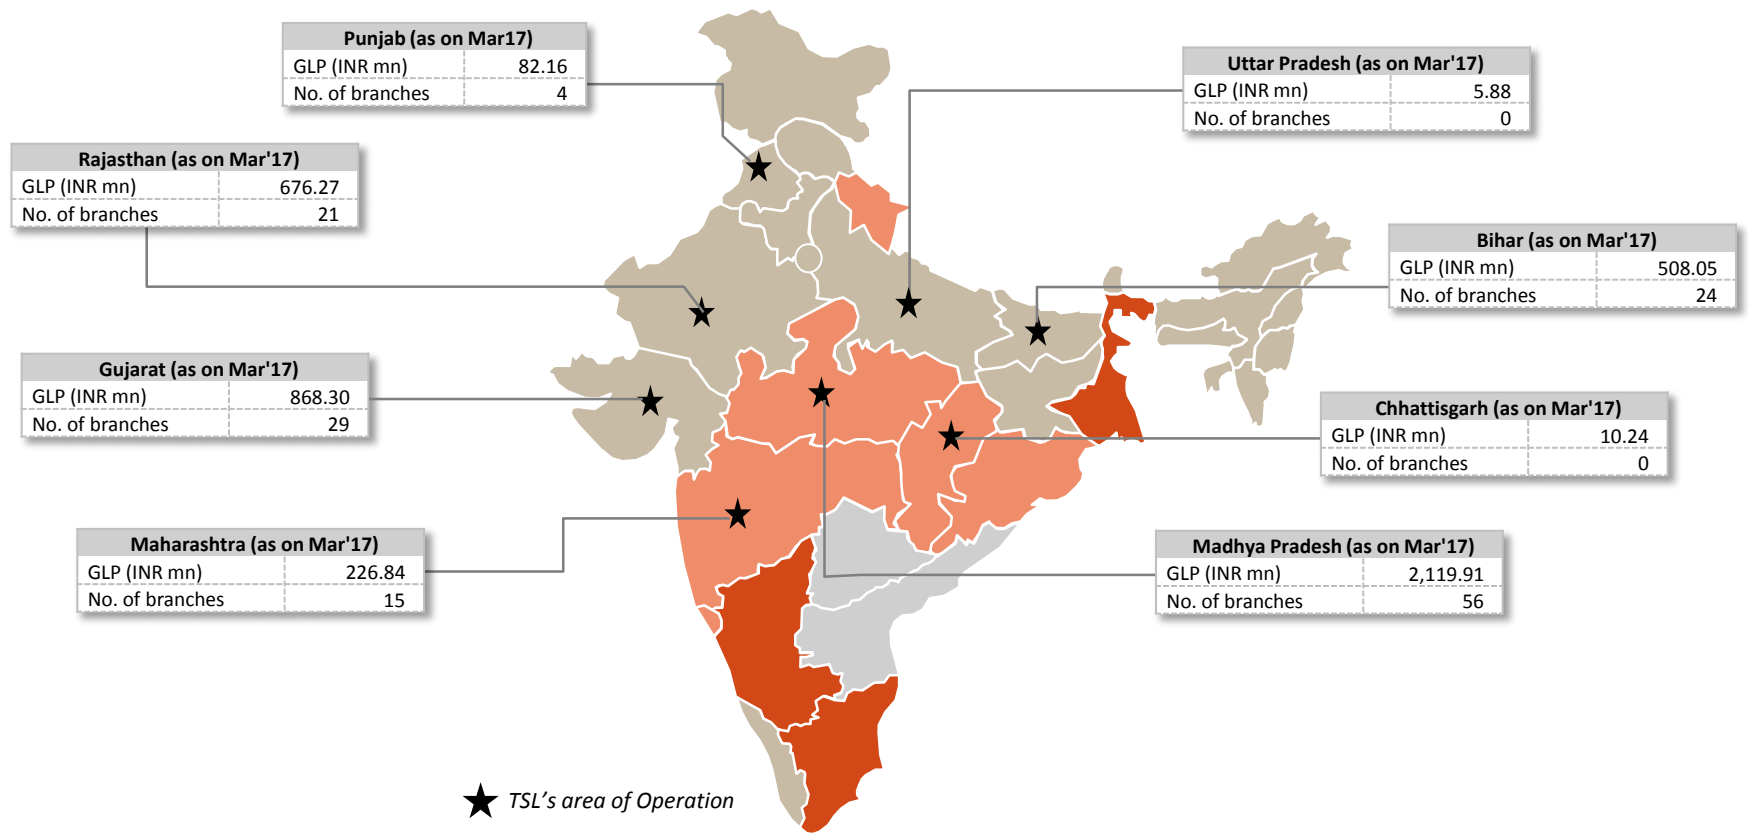 Punjab (as on Mar17)
GLP (INR mn) 82.16
No. of branches 4
Uttar Pradesh (as on Mar'17)
GLP (INR mn) 5.88
No. of branches 0
Rajasthan (as on Mar'17)
GLP (INR mn) 676.27
No. of branches 21
Bihar (as on Mar'17)
GLP (INR mn) 508.05
No. of branches 24
Gujarat (as on Mar'17)
GLP (INR mn) 868.30
No. of branches 29
Chhattisgarh (as on Mar'17)
GLP (INR mn) 10.24
No. of branches 0
Maharashtra (as on Mar'17)
GLP (INR mn) 226.84
No. of branches 15
Madhya Pradesh (as on Mar'17)
GLP (INR mn) 2,119.91
No. of branches 56
TSL's area of Operation